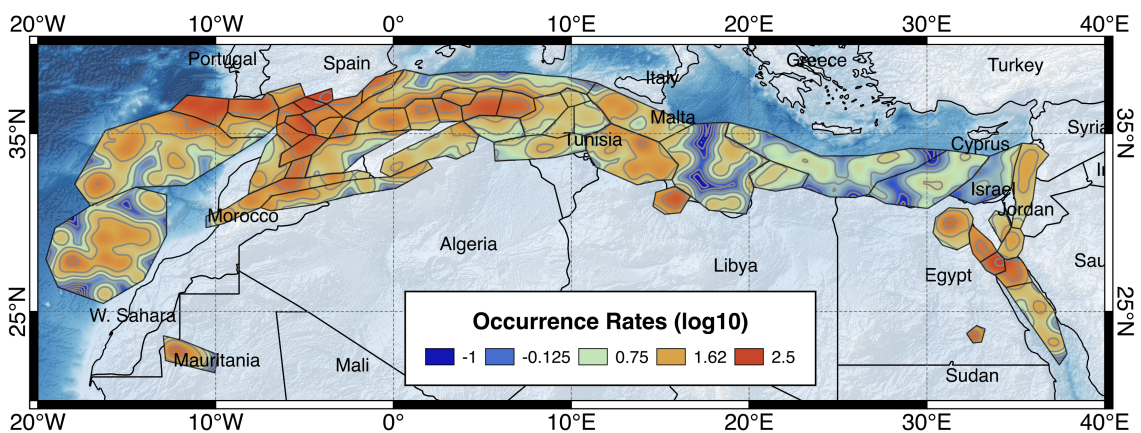 20°W 10°W 0° 10°E 20°E 30°E 40°E
Portugal
Spain
Italy
Greece
Turkey
35°N
35°N
Malta
Syria
Tunisia
Cyprus
Israel
Morocco
Jordan
Algeria
Libya
Egypt
Sau
25°N
25°N
W. Sahara
Occurrence Rates (log10)
-1 -0.125 0.75 1.62 2.5
Mauritania
Mali
Sudan
20°W 10°W 0° 10°E 20°E 30°E 40°E